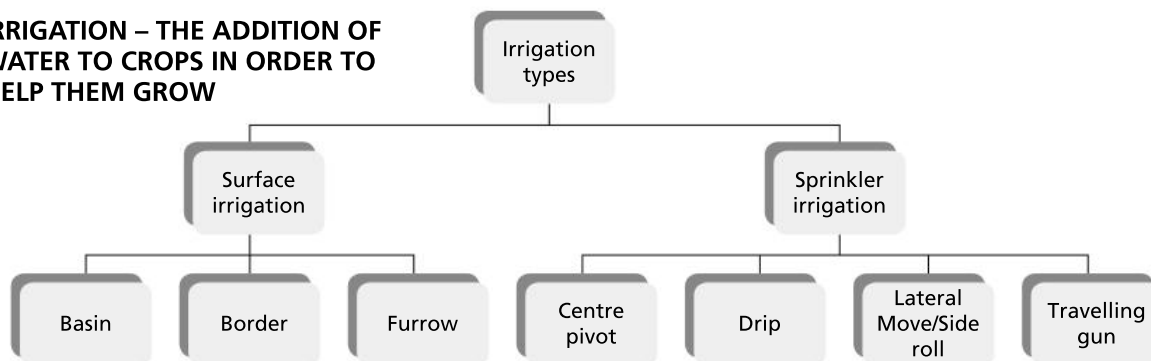 RRIGATION – THE ADDITION OF
WATER TO CROPS IN ORDER TO
HELP THEM GROW
Irrigation
types
Surface
irrigation
Sprinkler
irrigation
Basin
Border
Furrow
Centre
pivot
Drip
Lateral
Move/Side
roll
Travelling
gun